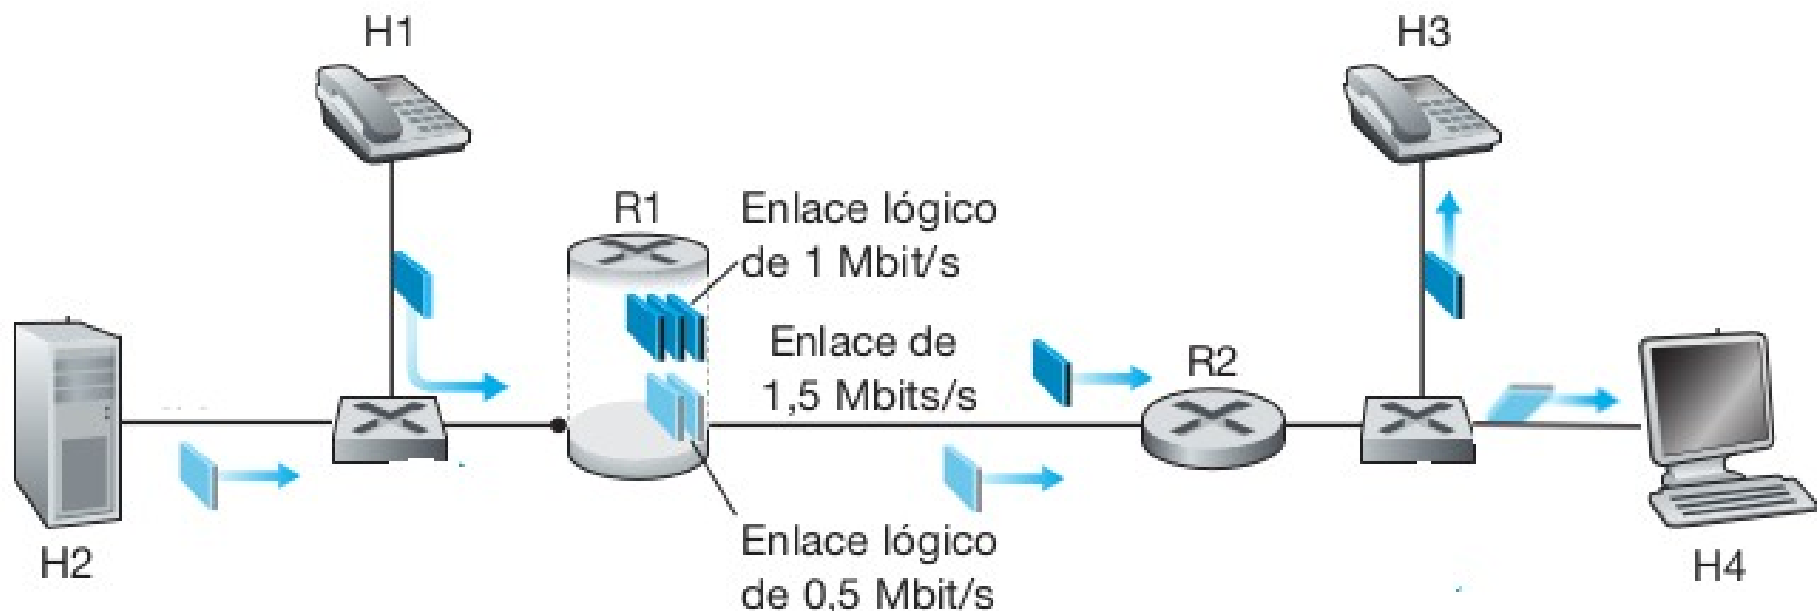 H1
H3
R1
Enlace lógico
de 1 Mbit/s
Enlace de
1,5 Mbits/s
R2
H2
Enlace lógico
de 0,5 Mbit/s
H4